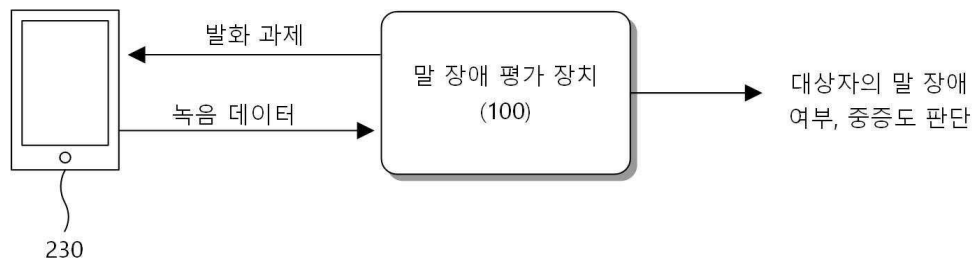 발화 과제
녹음 데이터
230
말 장애 평가 장치
(100)
대상자의 말 장애
여부, 중증도 판단